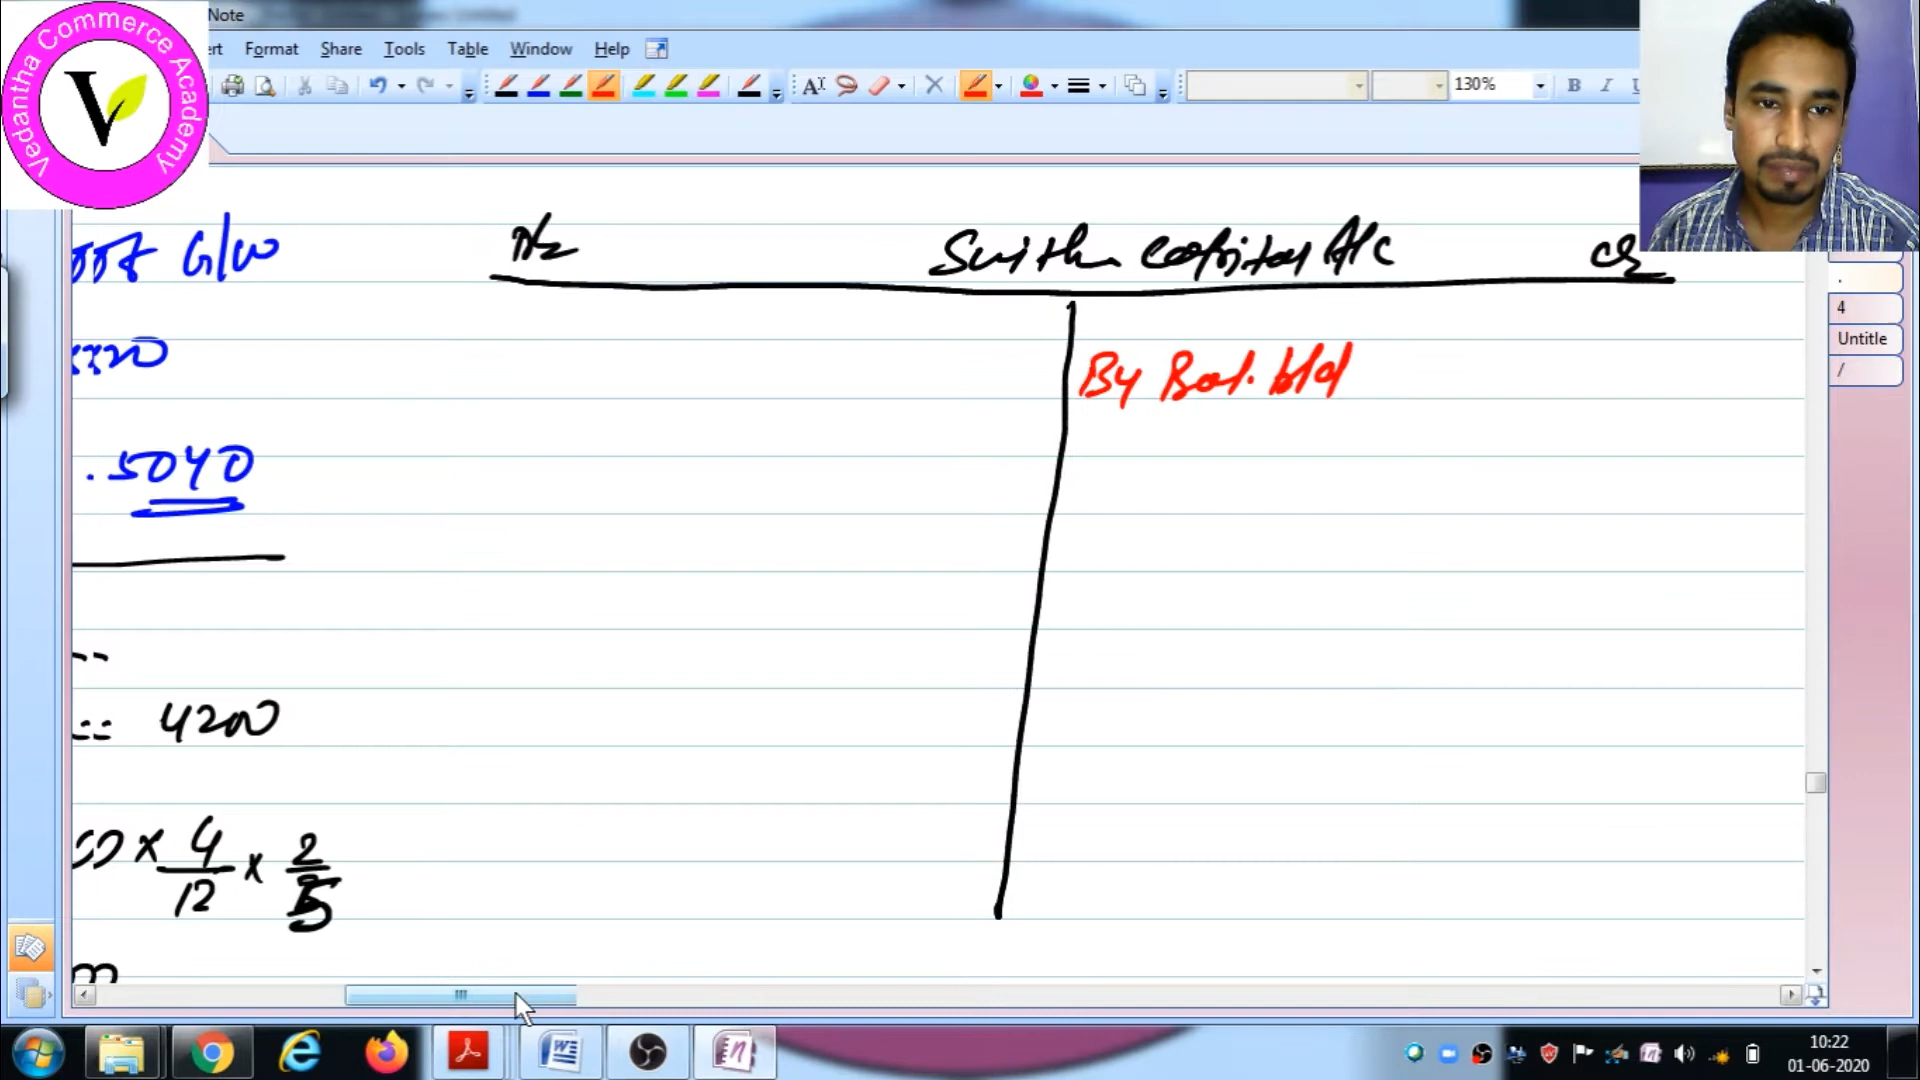 Vedantha Commerce Academy
V
Note
ert Format Share Tools Table Window Help
130% B I U
G/W
Dr Smith capital A/c Cr
By Bal. b/d
.5040
4
Untitle
/
4200
× 4/12 × 2/5
10:22
01-06-2020